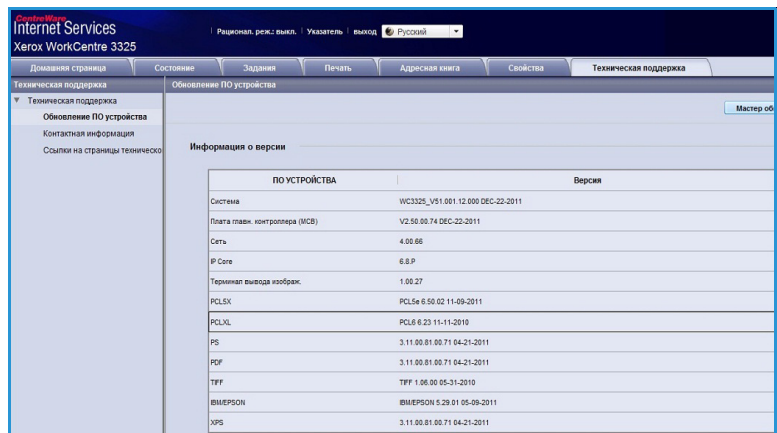 CentreWare
Internet Services
Xerox WorkCentre 3325
Рационал. реж.: выкл. | Указатель | выход Русский
Домашняя страница Состояние Задания Печать Адресная книга Свойства Техническая поддержка
Техническая поддержка Обновление ПО устройства
Техническая поддержка
Обновление ПО устройства
Контактная информация
Ссылки на страницы техническо
Мастер об
Информация о версии
ПО УСТРОЙСТВА Версия
Система WC3325_V51.001.12.000 DEC-22-2011
Плата главн. контроллера (MCB) V2.50.00.74 DEC-22-2011
Сеть 4.00.66
IP Core 6.8.P
Терминал вывода изображ. 1.00.27
PCL5X PCL5e 6.50.02 11-09-2011
PCLXL PCL6 6.23 11-11-2010
PS 3.11.00.81.00.71 04-21-2011
PDF 3.11.00.81.00.71 04-21-2011
TIFF TIFF 1.06.00 05-31-2010
IBM/EPSON IBM/EPSON 5.29.01 05-09-2011
XPS 3.11.00.81.00.71 04-21-2011